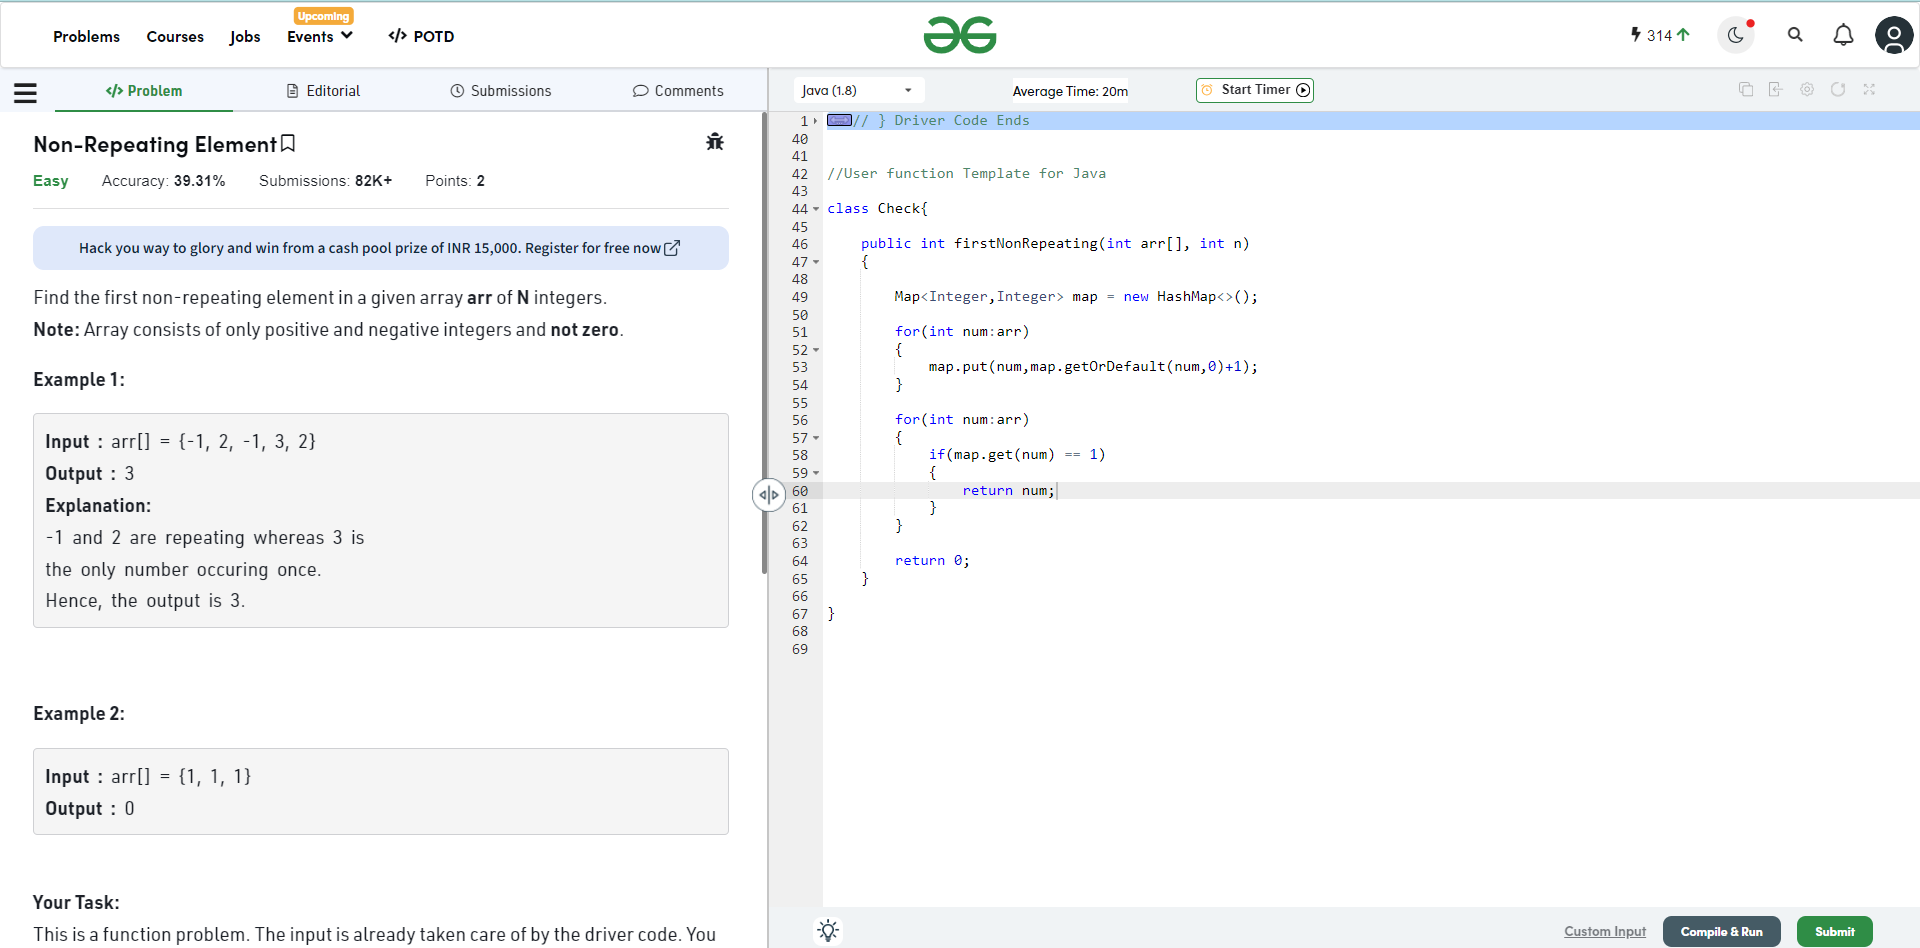 Problems Courses Jobs Events POTD
Upcoming
314
Problem Editorial Submissions Comments
Non-Repeating Element
Easy Accuracy: 39.31% Submissions: 82K+ Points: 2
Hack you way to glory and win from a cash pool prize of INR 15,000. Register for free now
Find the first non-repeating element in a given array arr of N integers.
Note: Array consists of only positive and negative integers and not zero.
Example 1:
Input : arr[] = {-1, 2, -1, 3, 2}
Output : 3
Explanation:
-1 and 2 are repeating whereas 3 is
the only number occuring once.
Hence, the output is 3.
Example 2:
Input : arr[] = {1, 1, 1}
Output : 0
Your Task:
This is a function problem. The input is already taken care of by the driver code. You
Java (1.8) Average Time: 20m Start Timer
1 // } Driver Code Ends
40
41
42 //User function Template for Java
43
44 class Check{
45
46 public int firstNonRepeating(int arr[], int n)
47 {
48
49 Map<Integer,Integer> map = new HashMap<>();
50
51 for(int num:arr)
52 {
53 map.put(num,map.getOrDefault(num,0)+1);
54 }
55
56 for(int num:arr)
57 {
58 if(map.get(num) == 1)
59 {
60 return num;
61 }
62 }
63
64 return 0;
65 }
66
67 }
68
69
Custom Input Compile & Run Submit